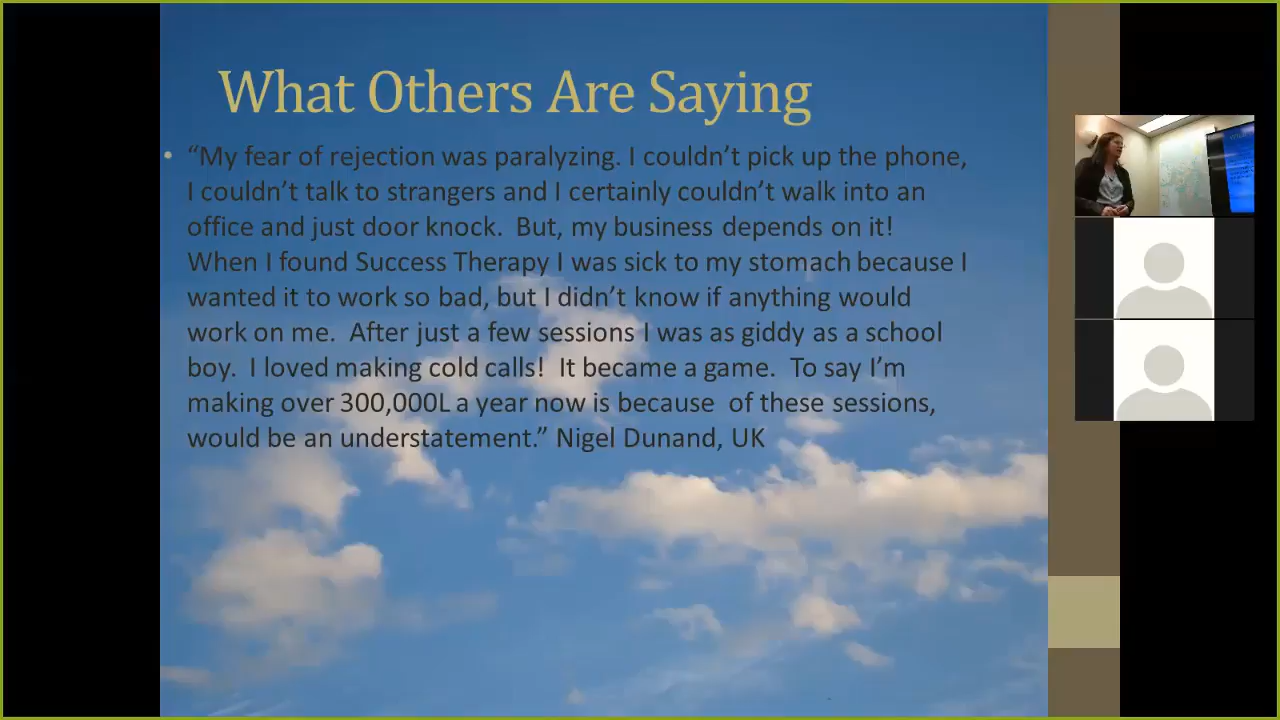 What Others Are Saying
• “My fear of rejection was paralyzing. I couldn’t pick up the phone,
I couldn’t talk to strangers and I certainly couldn’t walk into an
office and just door knock.  But, my business depends on it!
When I found Success Therapy I was sick to my stomach because I
wanted it to work so bad, but I didn’t know if anything would
work on me.  After just a few sessions I was as giddy as a school
boy.  I loved making cold calls!  It became a game.  To say I’m
making over 300,000L a year now is because  of these sessions,
would be an understatement.” Nigel Dunand, UK